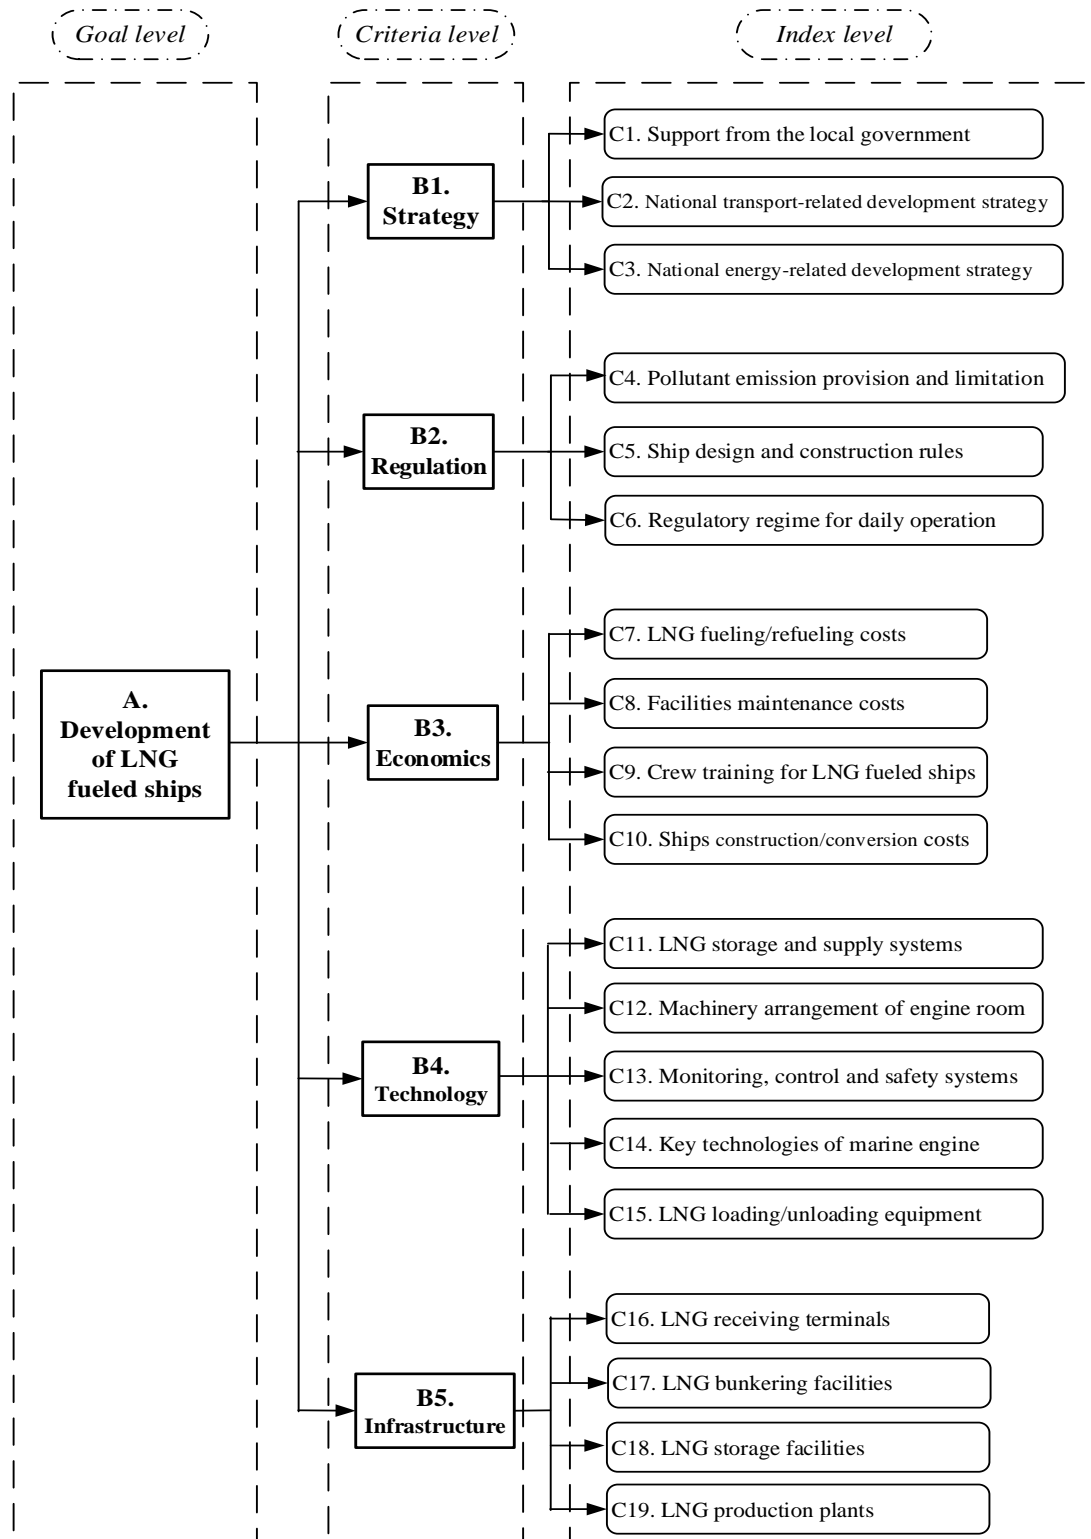 Goal level
Criteria level
Index level
C1. Support from the local government
B1.
Strategy
C2. National transport-related development strategy
C3. National energy-related development strategy
C4. Pollutant emission provision and limitation
B2.
Regulation
C5. Ship design and construction rules
C6. Regulatory regime for daily operation
C7. LNG fueling/refueling costs
A.
Development
of LNG
fueled ships
C8. Facilities maintenance costs
B3.
Economics
C9. Crew training for LNG fueled ships
C10. Ships construction/conversion costs
C11. LNG storage and supply systems
C12. Machinery arrangement of engine room
B4.
Technology
C13. Monitoring, control and safety systems
C14. Key technologies of marine engine
C15. LNG loading/unloading equipment
C16. LNG receiving terminals
C17. LNG bunkering facilities
B5.
Infrastructure
C18. LNG storage facilities
C19. LNG production plants